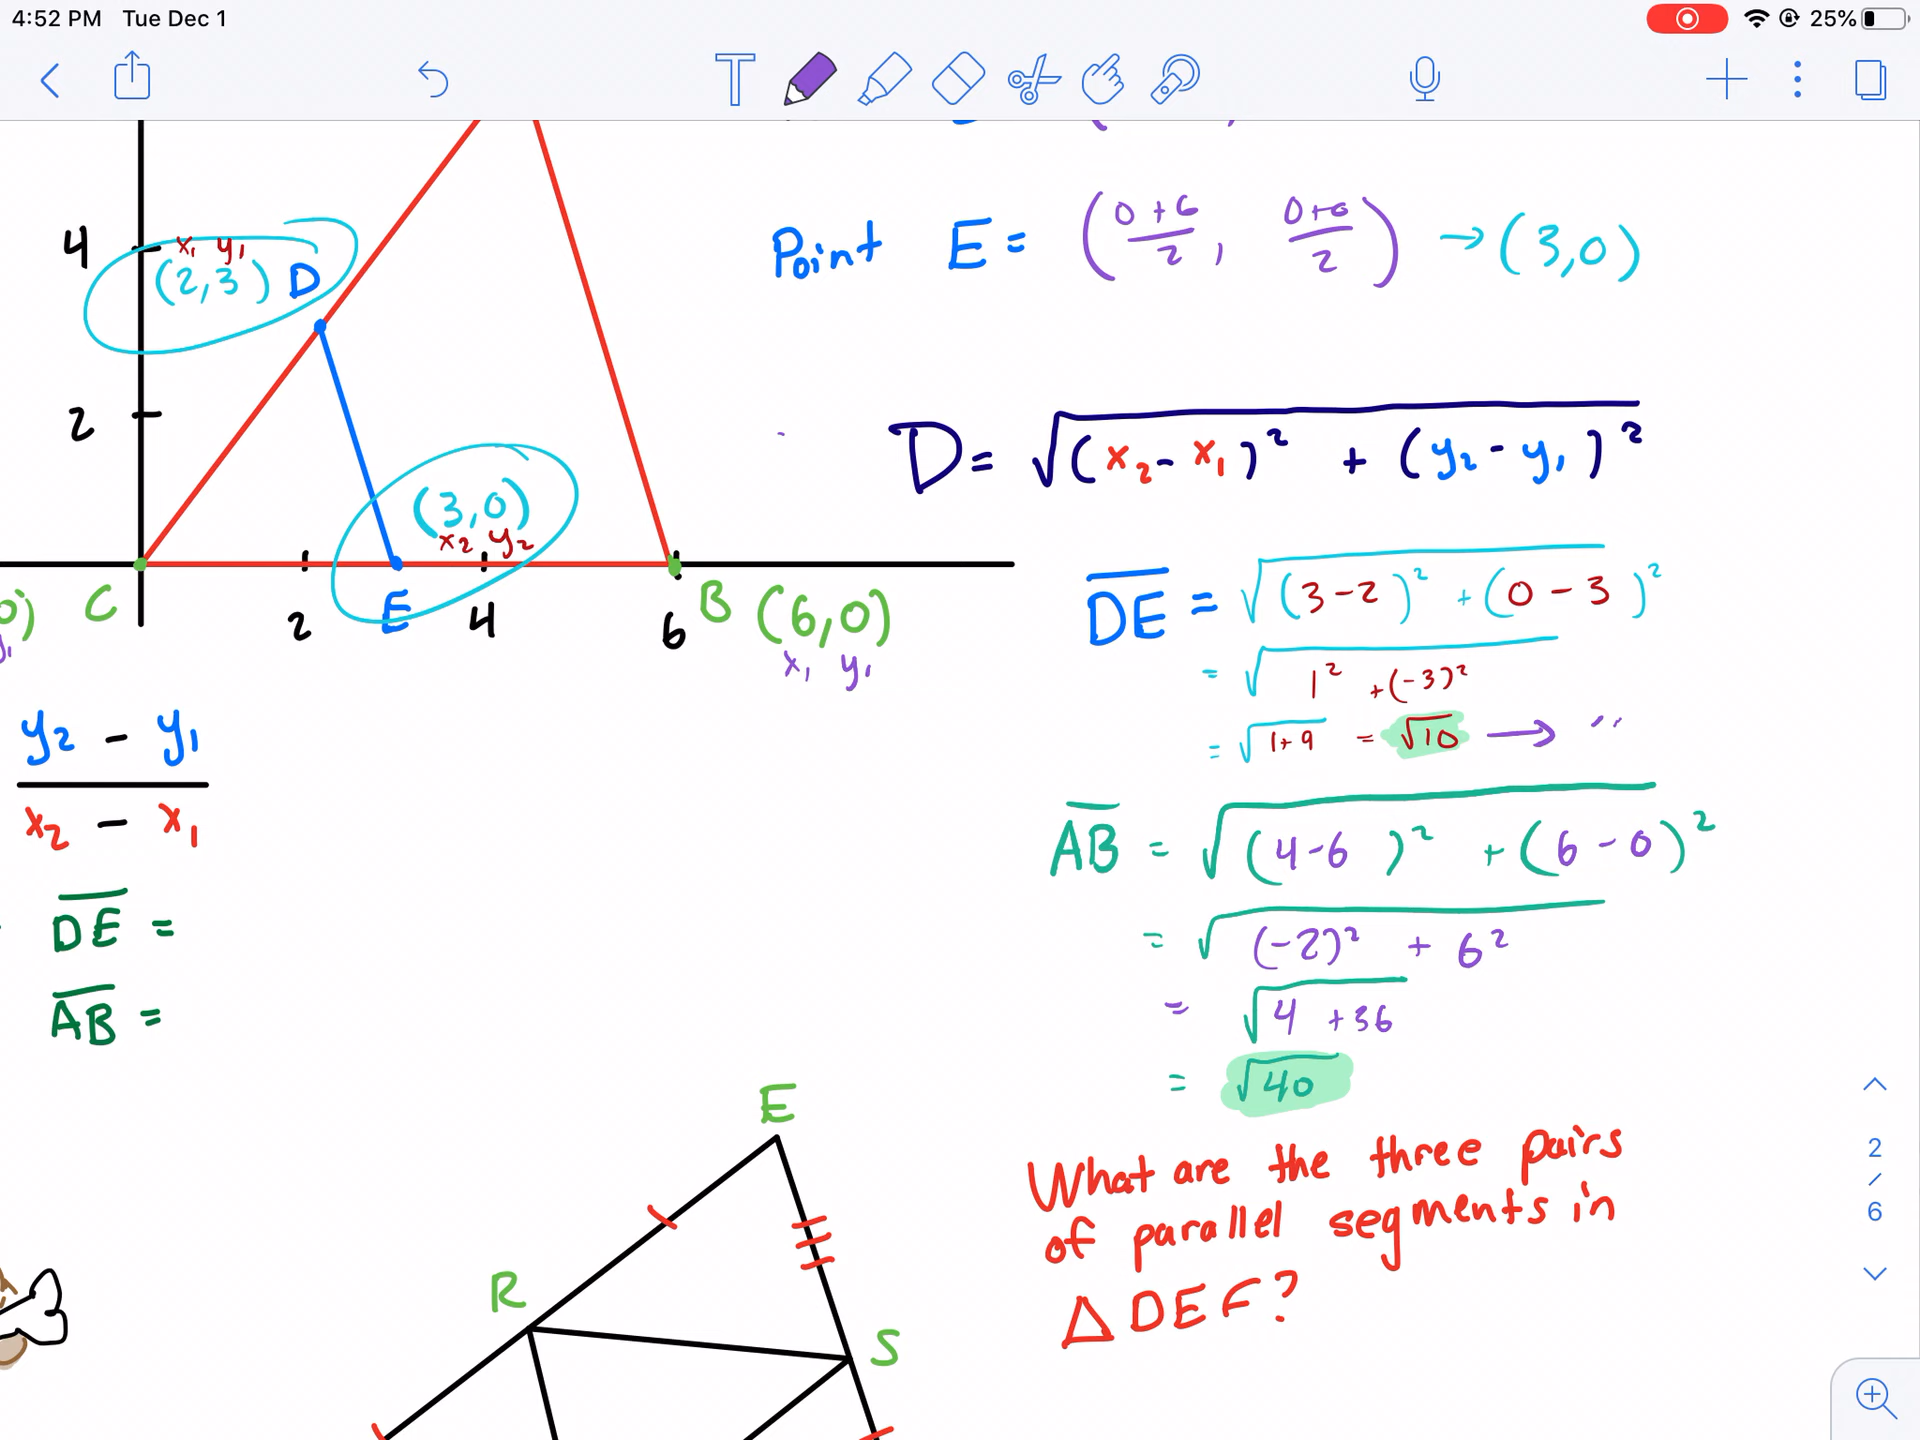 4:52 PM Tue Dec 1
25%
T
Point E = (0+6/2, 0+0/2) → (3,0)
4
x₁ y₁
(2,3) D
2
D = √(x₂ - x₁)² + (y₂ - y₁)²
(3,0)
x₂ y₂
C
2
E
4
6
B (6,0)
x₁ y₁
0)
y₁
DE = √(3-2)² + (0-3)²
= √1² + (-3)²
= √1+9 = √10 →
y₂ - y₁
x₂ - x₁
AB = √(4-6)² + (6-0)²
= √(-2)² + 6²
= √4 + 36
= √40
DE =
AB =
E
R
S
What are the three pairs
of parallel segments in
Δ DEF?
2
/
6